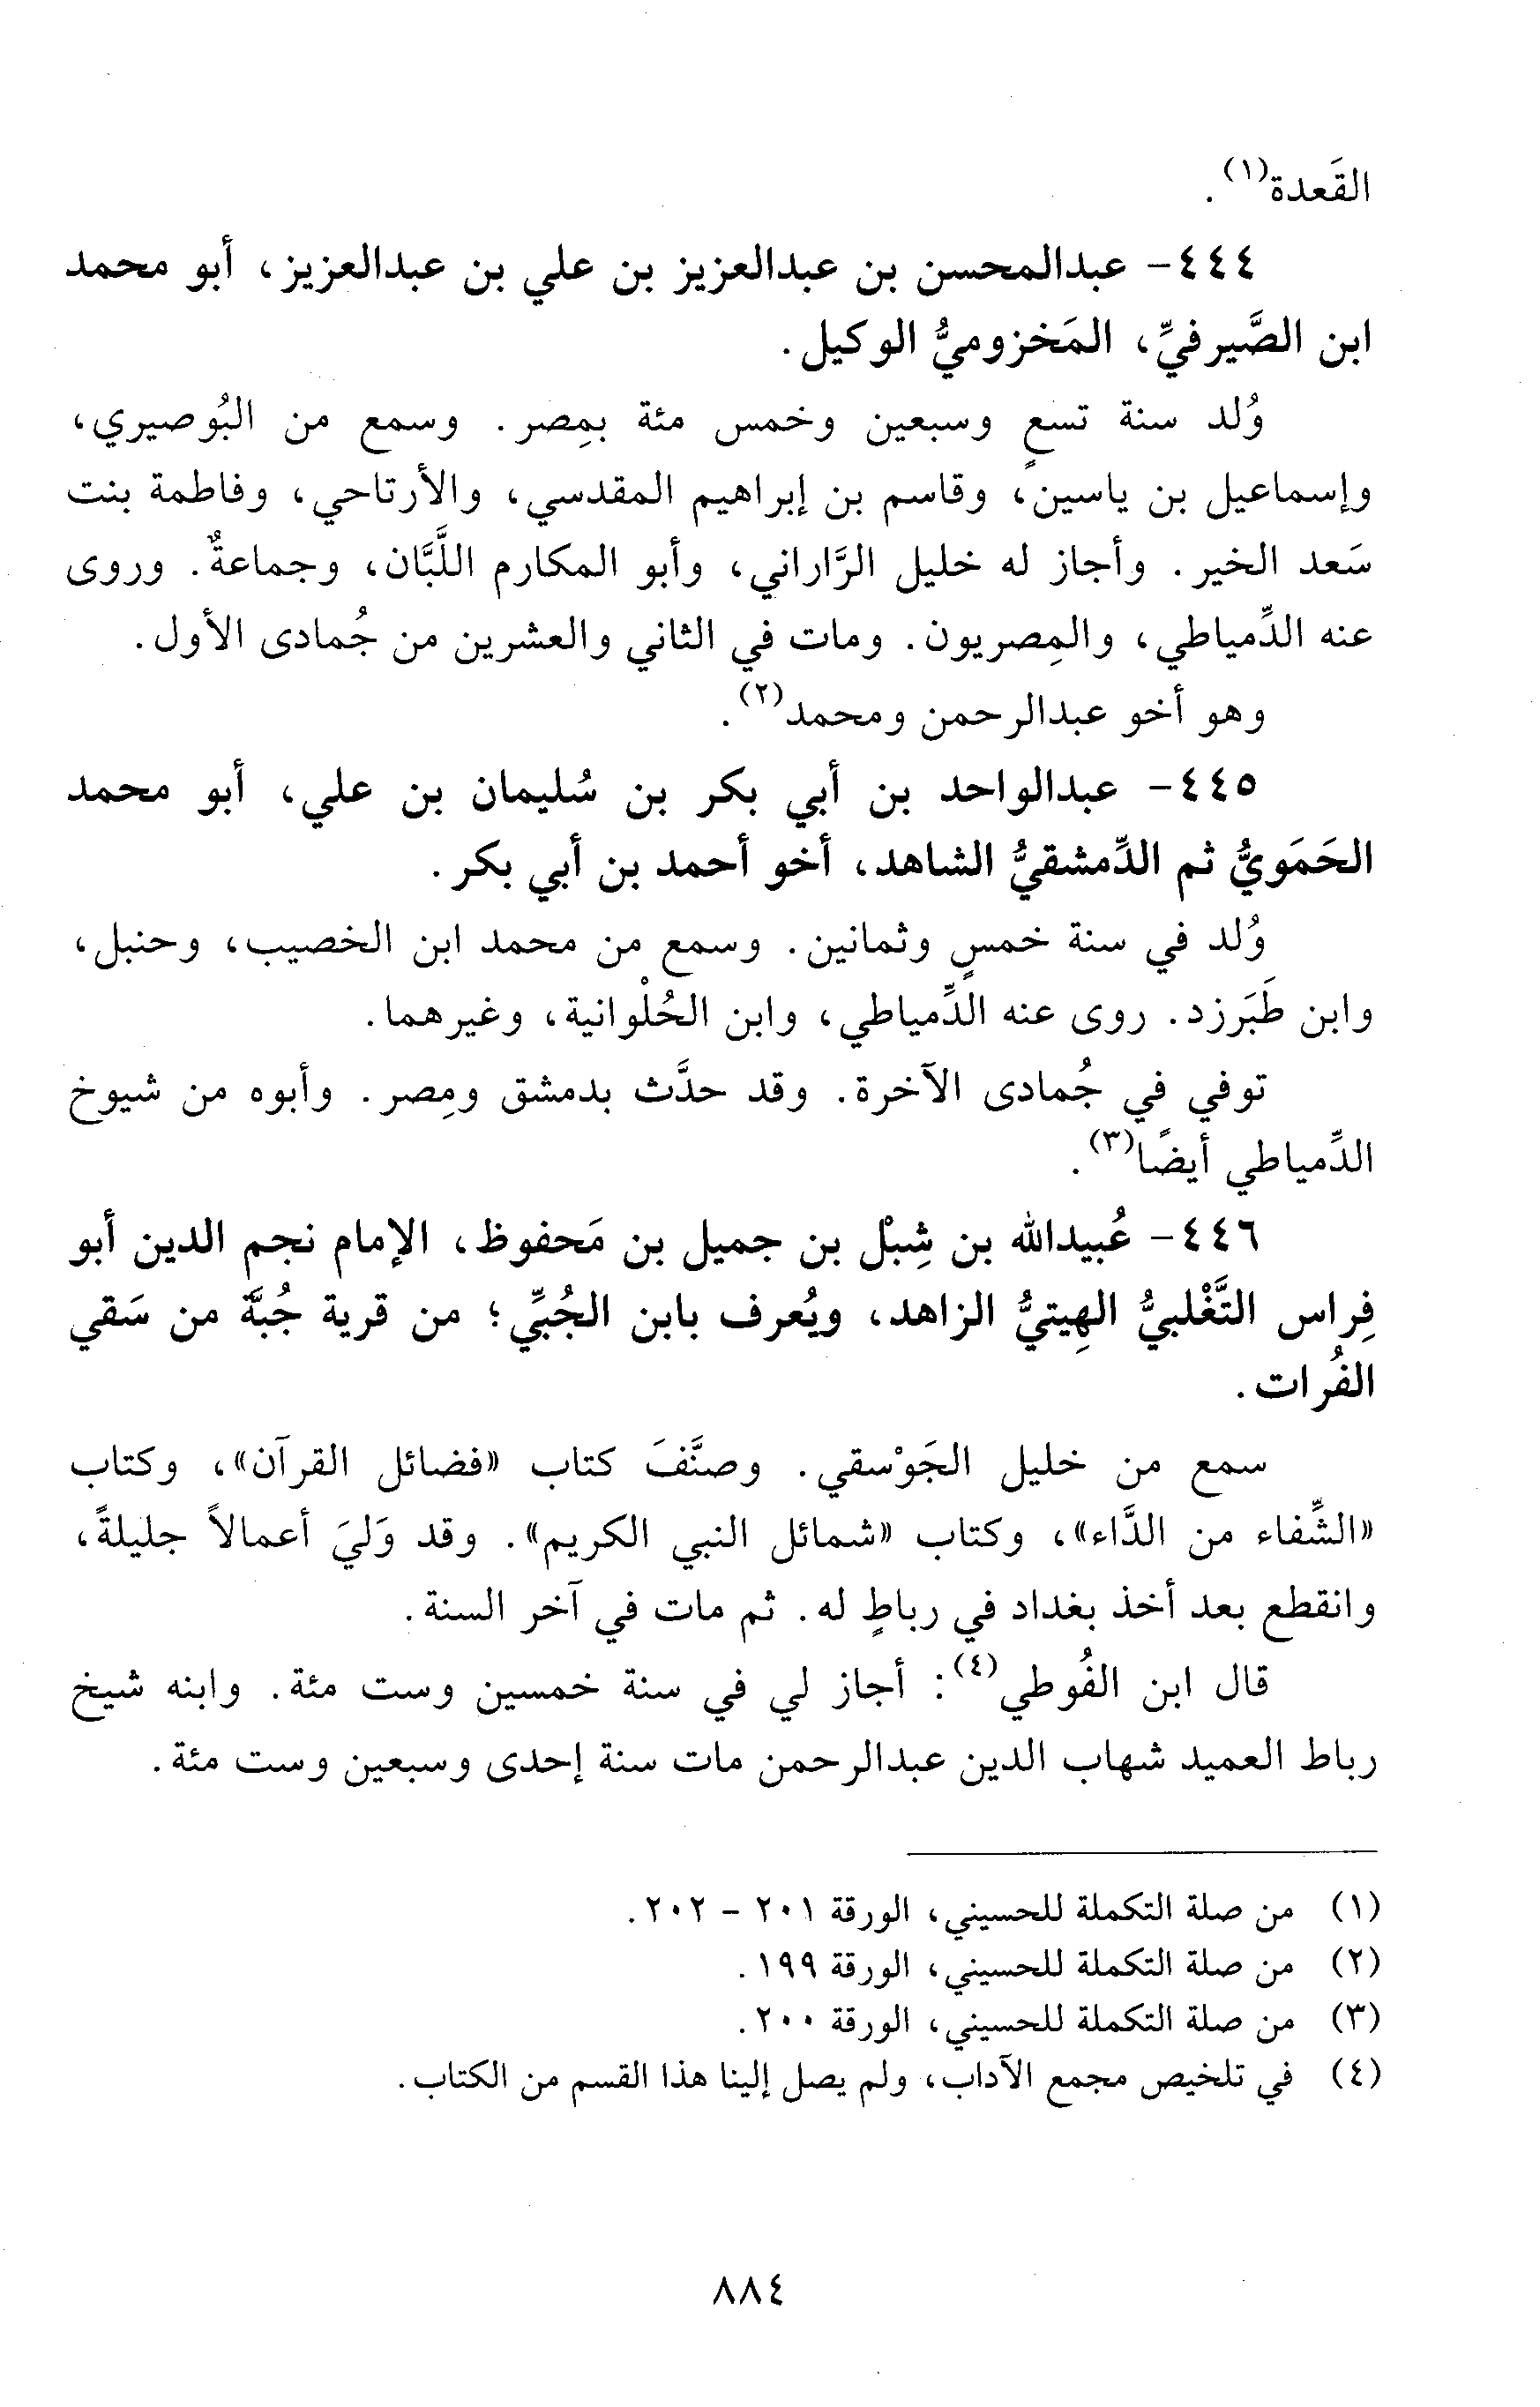 القَعدة(١).
٤٤٤- عبدالمحسن بن عبدالعزيز بن علي بن عبدالعزيز، أبو محمد
ابن الصَّيرفيِّ، المَخزوميُّ الوكيل.
وُلد سنة تسعٍ وسبعين وخمس مئة بمِصر. وسمع من البُوصيري،
وإسماعيل بن ياسين، وقاسم بن إبراهيم المقدسي، والأرتاحي، وفاطمة بنت
سَعد الخير. وأجاز له خليل الرَّاراني، وأبو المكارم اللَّبَّان، وجماعةٌ. وروى
عنه الدِّمياطي، والمِصريون. ومات في الثاني والعشرين من جُمادى الأول.
وهو أخو عبدالرحمن ومحمد(٢).
٤٤٥- عبدالواحد بن أبي بكر بن سُليمان بن علي، أبو محمد
الحَمَويُّ ثم الدِّمشقيُّ الشاهد، أخو أحمد بن أبي بكر.
وُلد في سنة خمسٍ وثمانين. وسمع من محمد ابن الخصيب، وحنبل،
وابن طَبَرزد. روى عنه الدِّمياطي، وابن الحُلْوانية، وغيرهما.
توفي في جُمادى الآخرة. وقد حدَّث بدمشق ومِصر. وأبوه من شيوخ
الدِّمياطي أيضًا(٣).
٤٤٦- عُبيدالله بن شِبْل بن جميل بن مَحفوظ، الإمام نجم الدين أبو
فِراس التَّغْلبيُّ الهِيتيُّ الزاهد، ويُعرف بابن الجُبِّي؛ من قرية جُبَّة من سَقي
الفُرات.
سمع من خليل الجَوْسقي. وصنَّفَ كتاب «فضائل القرآن»، وكتاب
«الشِّفاء من الدَّاء»، وكتاب «شمائل النبي الكريم». وقد وَليَ أعمالاً جليلةً،
وانقطع بعد أخذ بغداد في رباطٍ له. ثم مات في آخر السنة.
قال ابن الفُوطي(٤): أجاز لي في سنة خمسين وست مئة. وابنه شيخ
رباط العميد شهاب الدين عبدالرحمن مات سنة إحدى وسبعين وست مئة.
(١) من صلة التكملة للحسيني، الورقة ٢٠١ - ٢٠٢.
(٢) من صلة التكملة للحسيني، الورقة ١٩٩.
(٣) من صلة التكملة للحسيني، الورقة ٢٠٠.
(٤) في تلخيص مجمع الآداب، ولم يصل إلينا هذا القسم من الكتاب.
٨٨٤